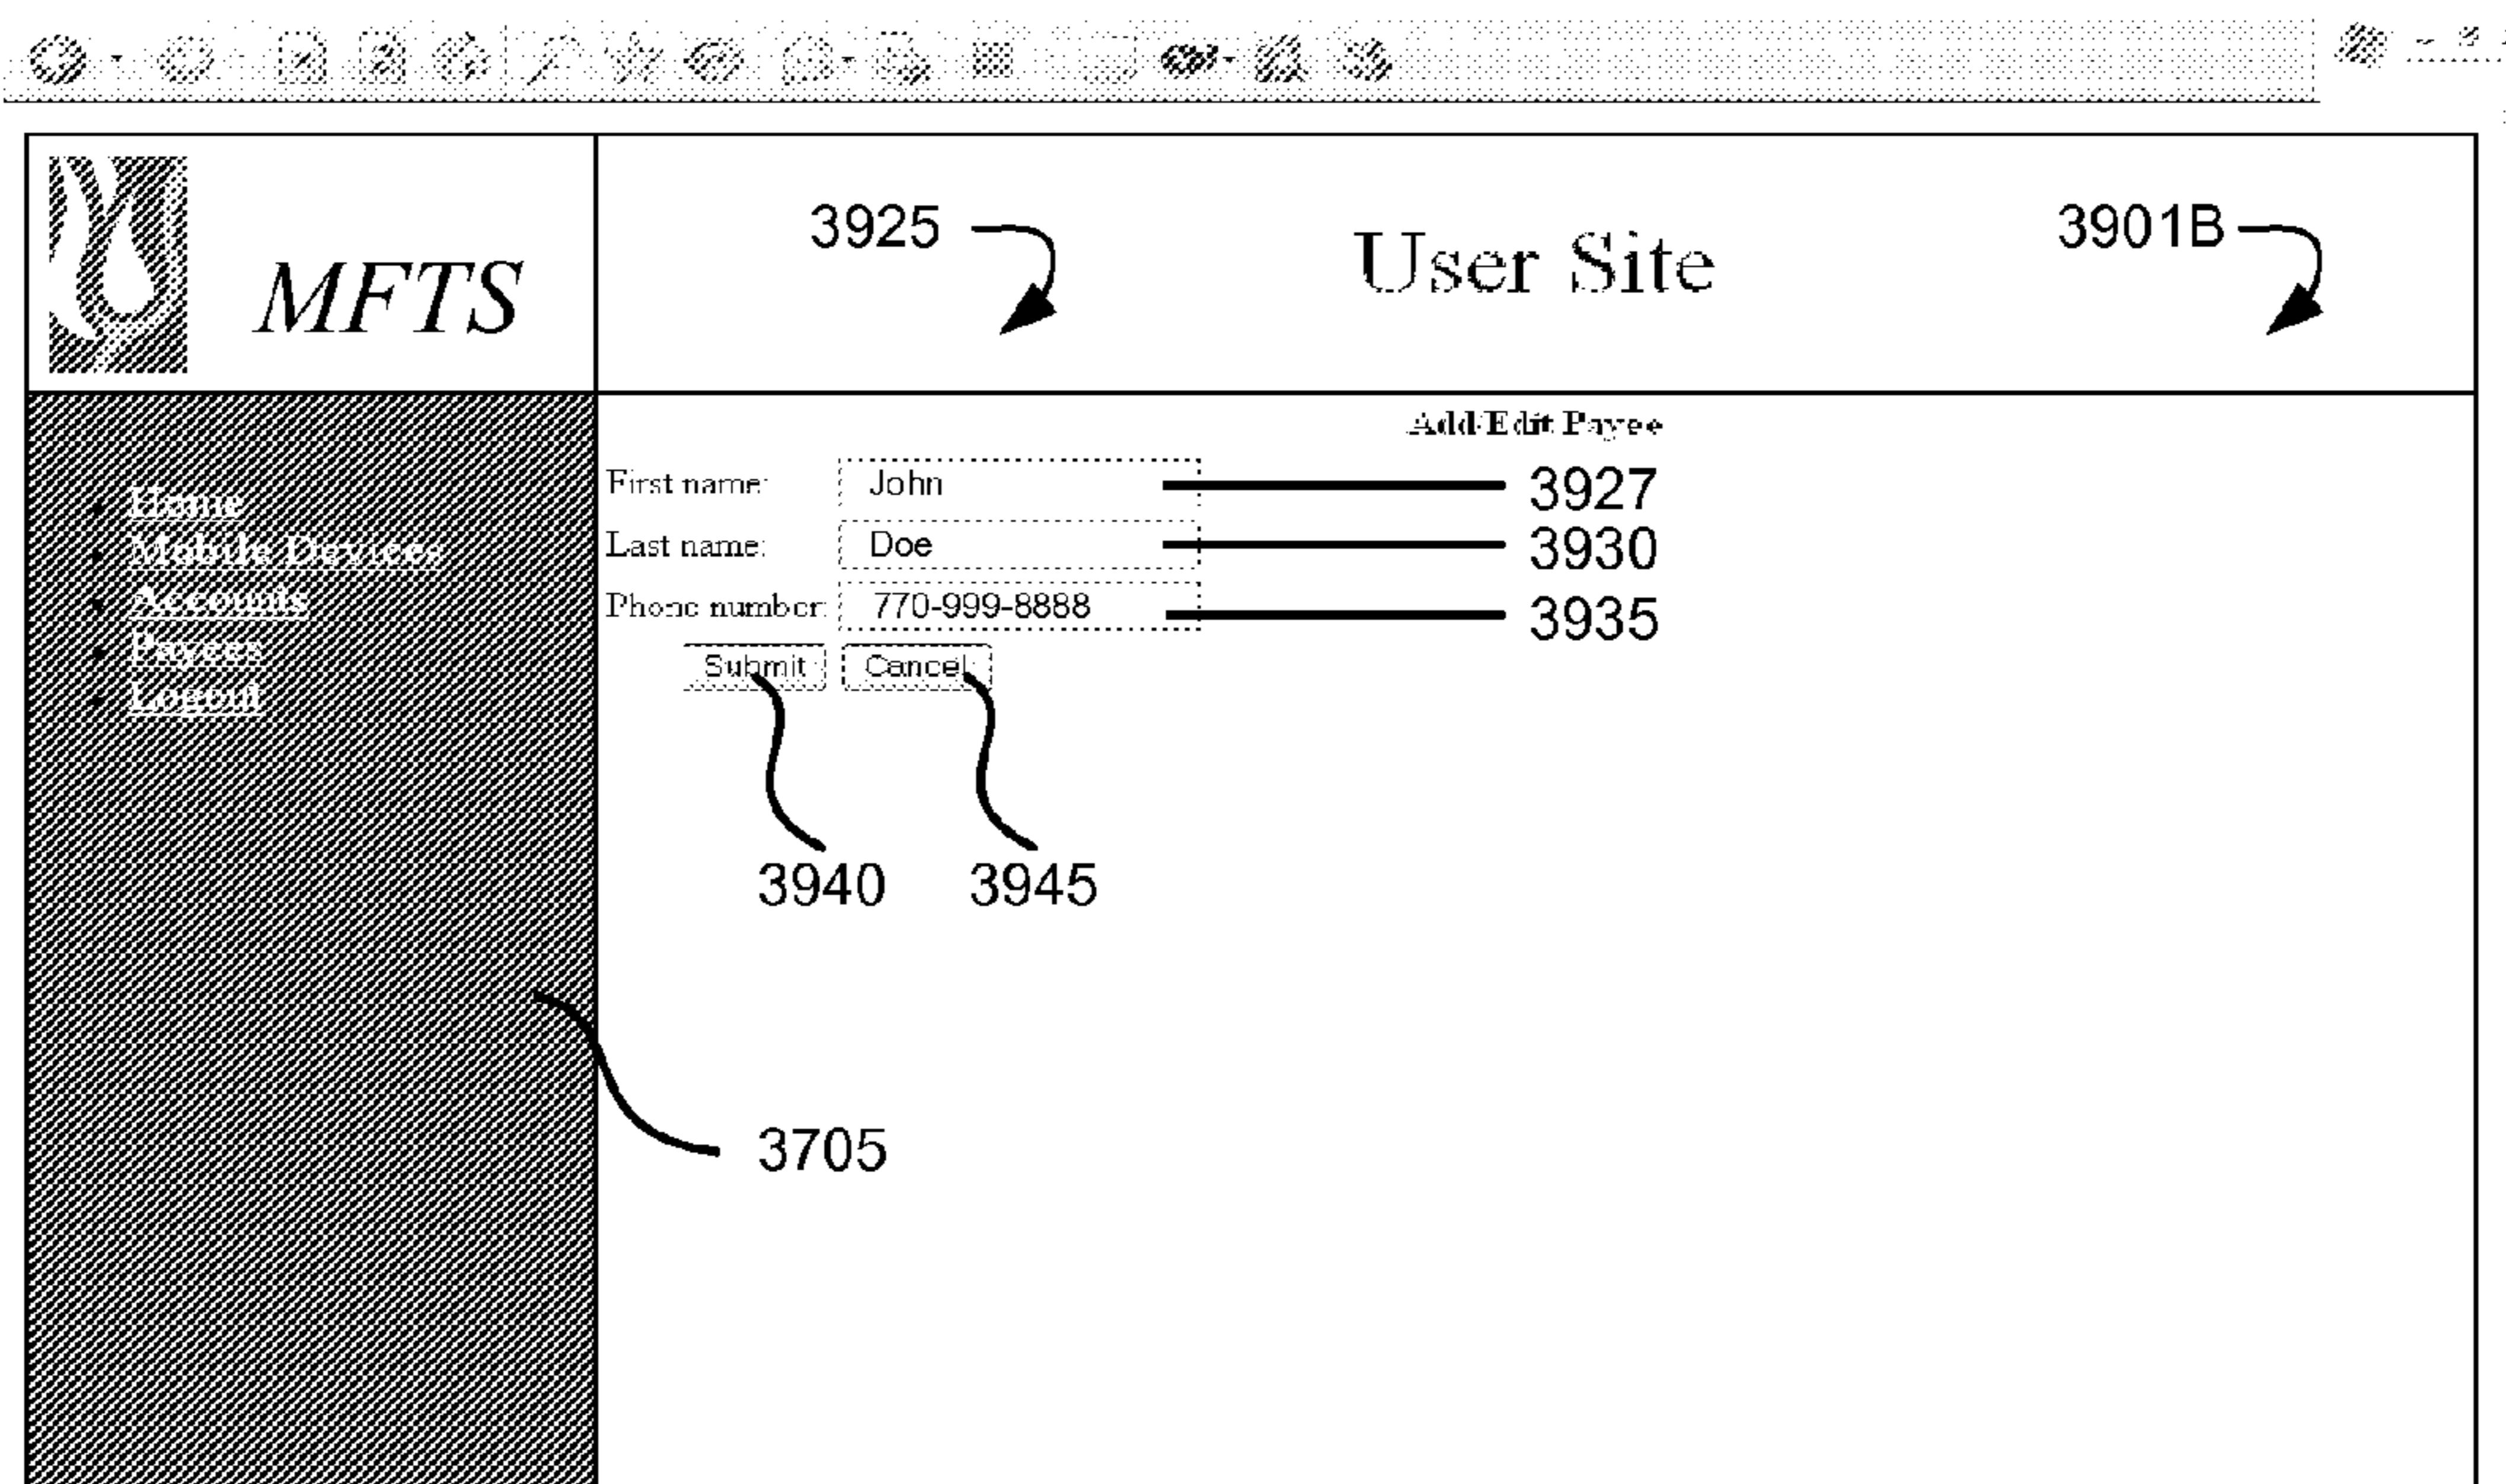 3925
3901B
User Site
MFTS
Add/Edit Payee
Home
Mobile Devices
Accounts
Payees
Logout
First name: John 3927
Last name: Doe 3930
Phone number: 770-999-8888 3935
Submit Cancel
3940 3945
3705